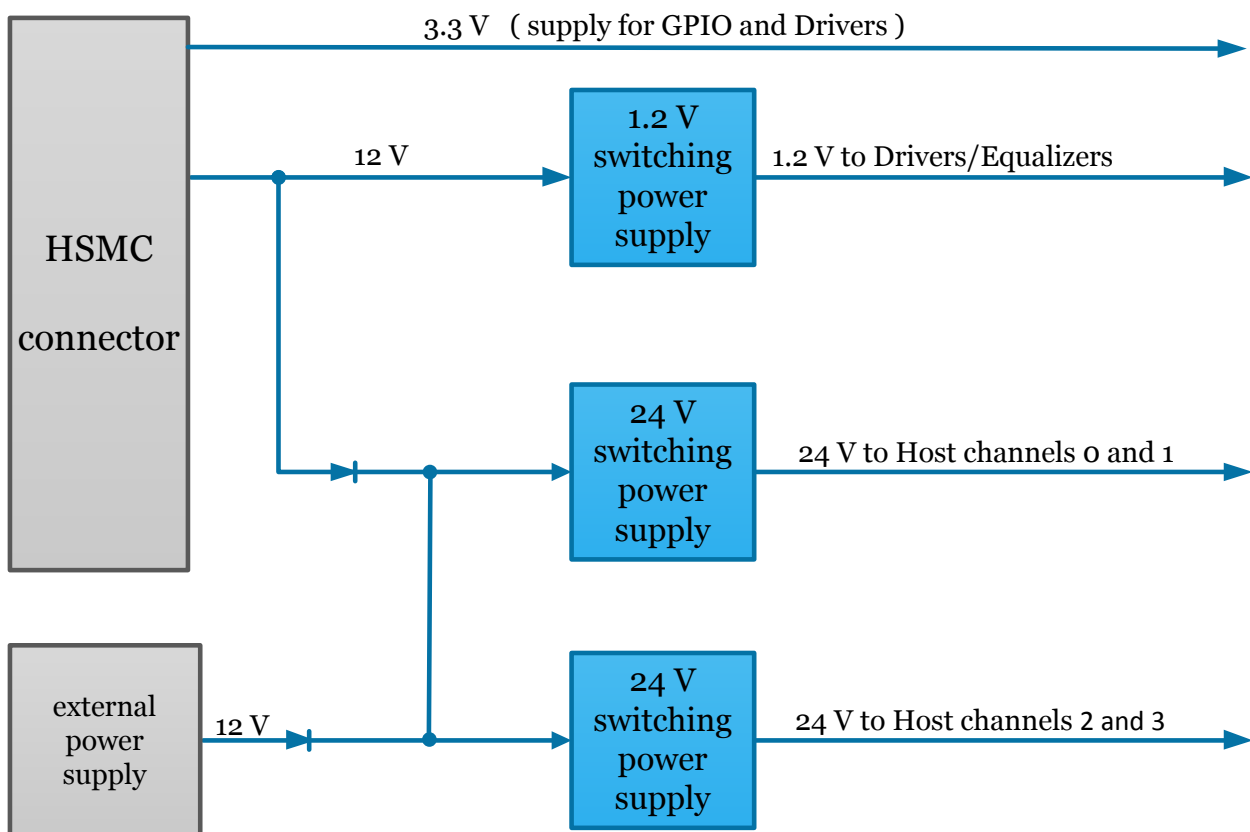 3.3 V ( supply for GPIO and Drivers )
HSMC
connector
12 V
1.2 V
switching
power
supply
1.2 V to Drivers/Equalizers
24 V
switching
power
supply
24 V to Host channels 0 and 1
external
power
supply
12 V
24 V
switching
power
supply
24 V to Host channels 2 and 3